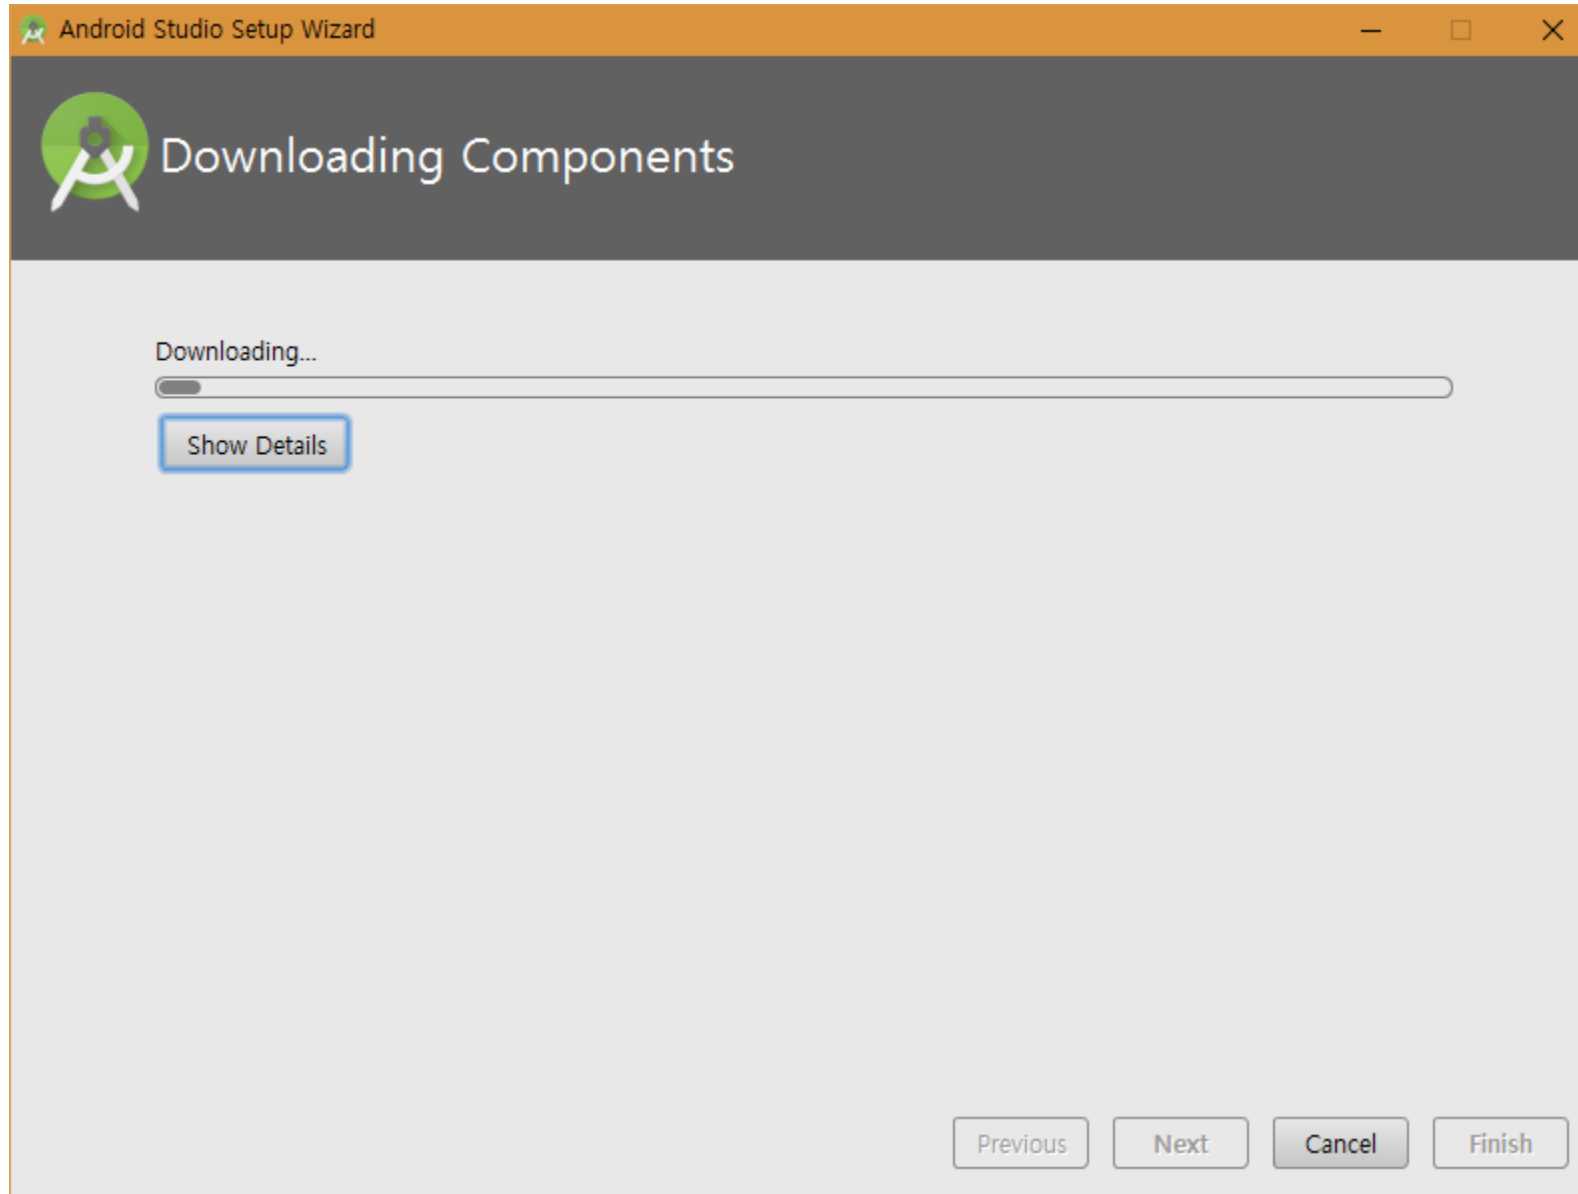 Android Studio Setup Wizard
Downloading Components
Downloading...
Show Details
Previous Next Cancel Finish